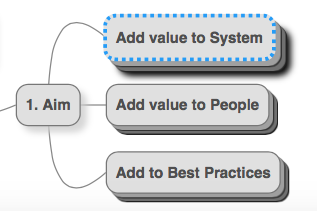 Add value to System
1. Aim
Add value to People
Add to Best Practices